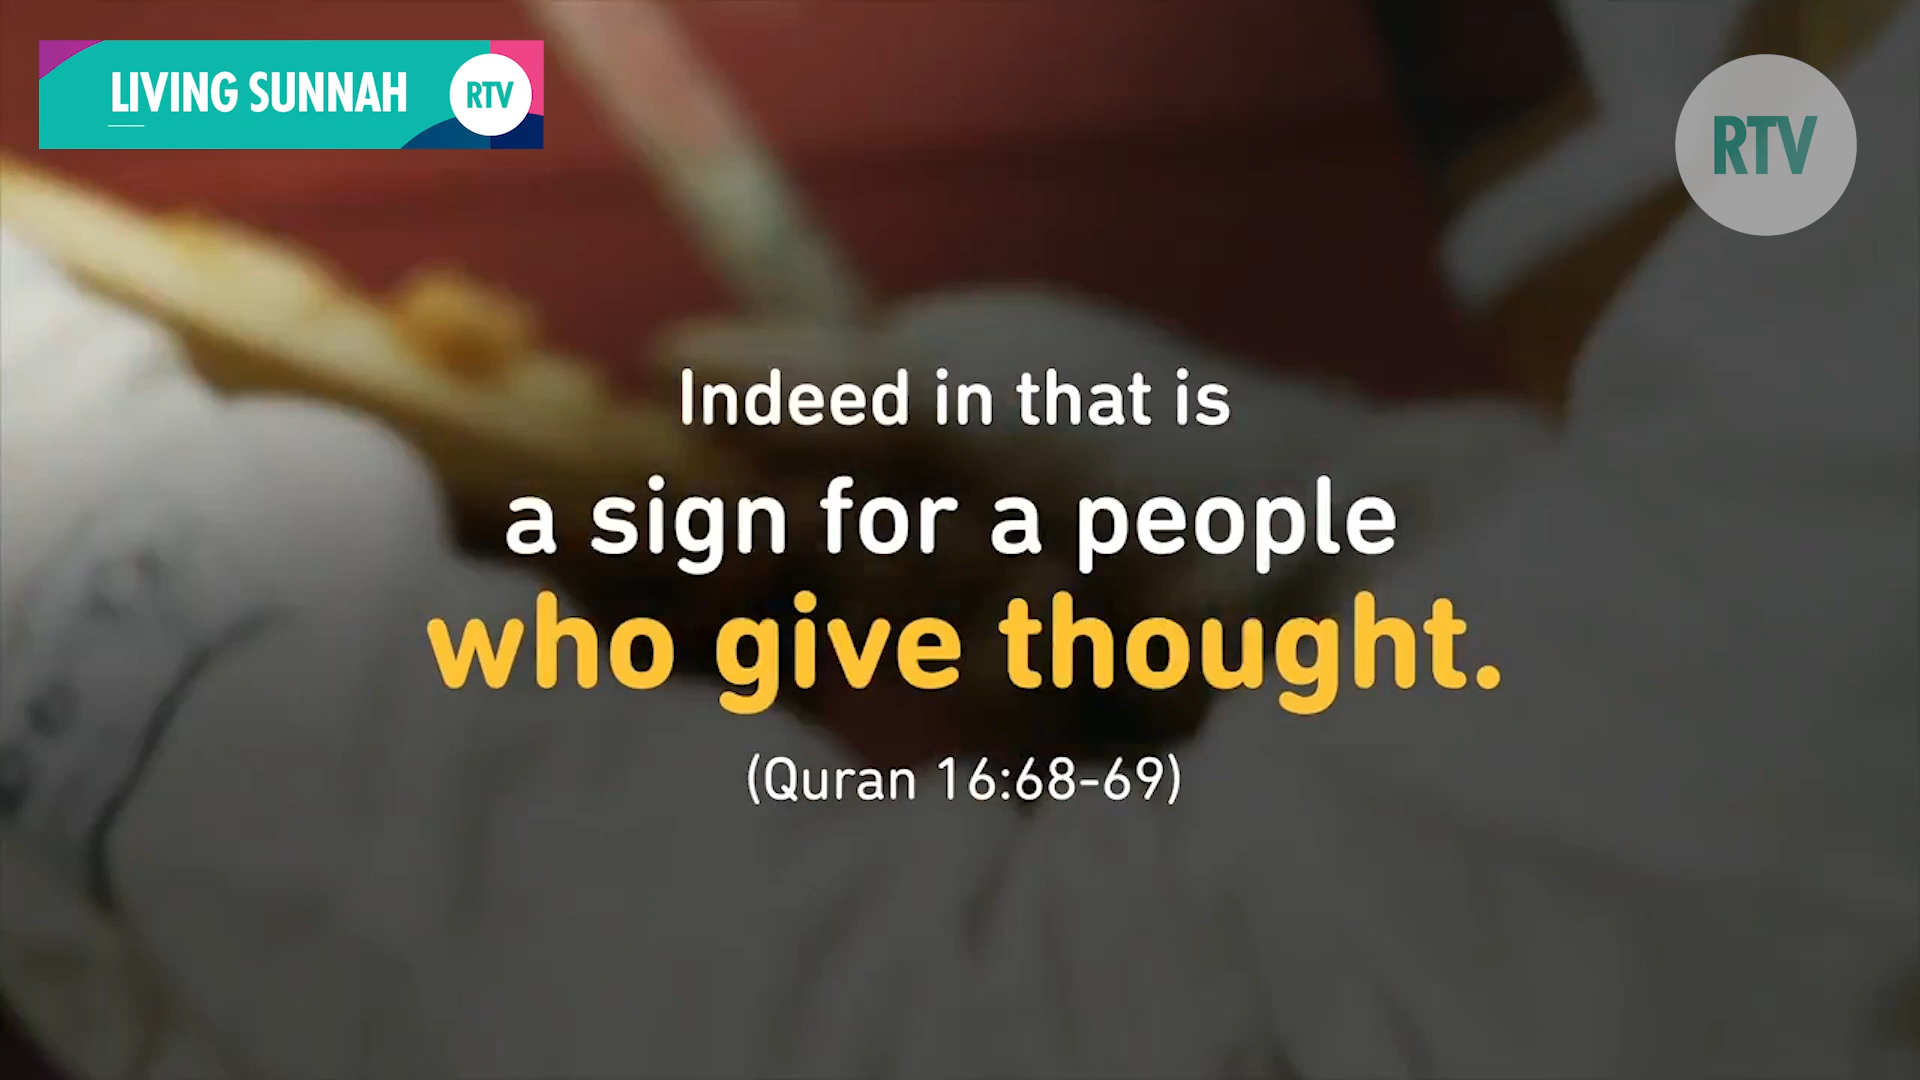 LIVING SUNNAH
RTV
RTV
Indeed in that is
a sign for a people
who give thought.
(Quran 16:68-69)